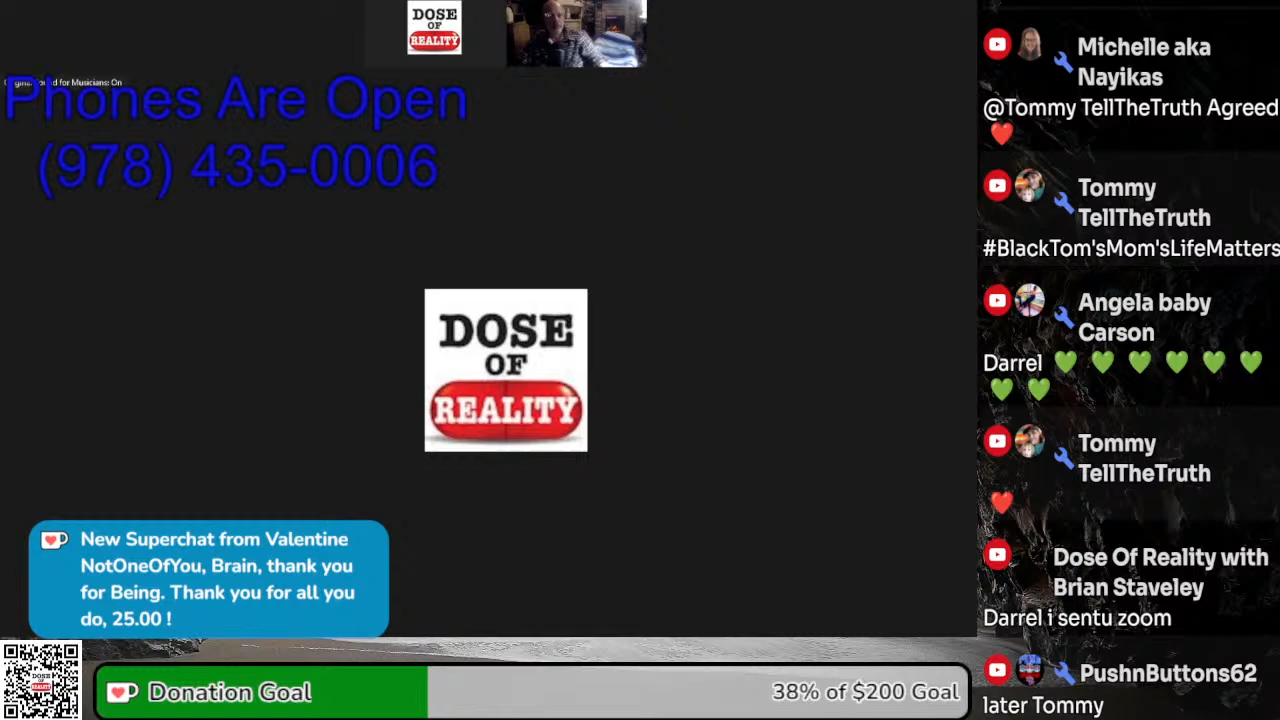 DOSE
OF
REALITY
Phones Are Open
(978) 435-0006
DOSE
OF
REALITY
New Superchat from Valentine
NotOneOfYou, Brain, thank you
for Being. Thank you for all you
do, 25.00 !
DOSE
OF
REALITY
Donation Goal
38% of $200 Goal
Michelle aka
Nayikas
@Tommy TellTheTruth Agreed
Tommy
TellTheTruth
#BlackTom'sMom'sLifeMatters
Angela baby
Carson
Darrel 💚 💚 💚 💚 💚 💚
💚 💚
Tommy
TellTheTruth
Dose Of Reality with
Brian Staveley
Darrel i sentu zoom
PushnButtons62
later Tommy